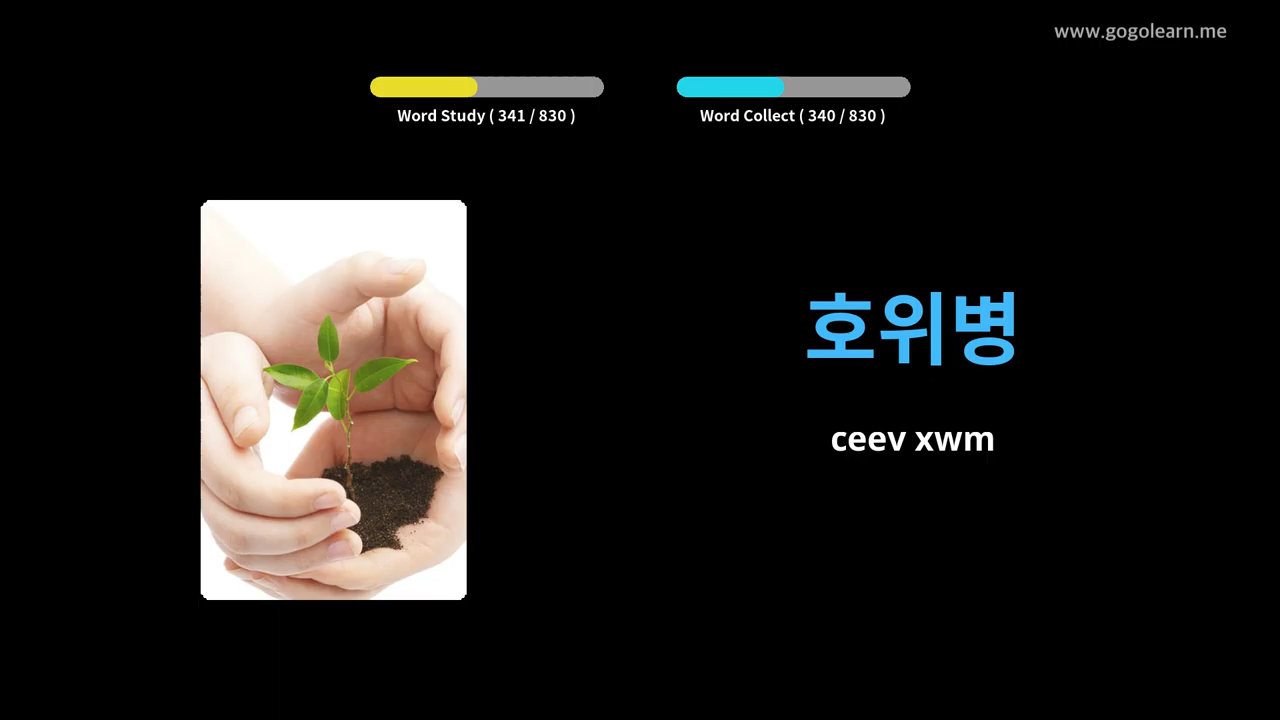 www.gogolearn.me
Word Study ( 341 / 830 )
Word Collect ( 340 / 830 )
호위병
ceev xwm